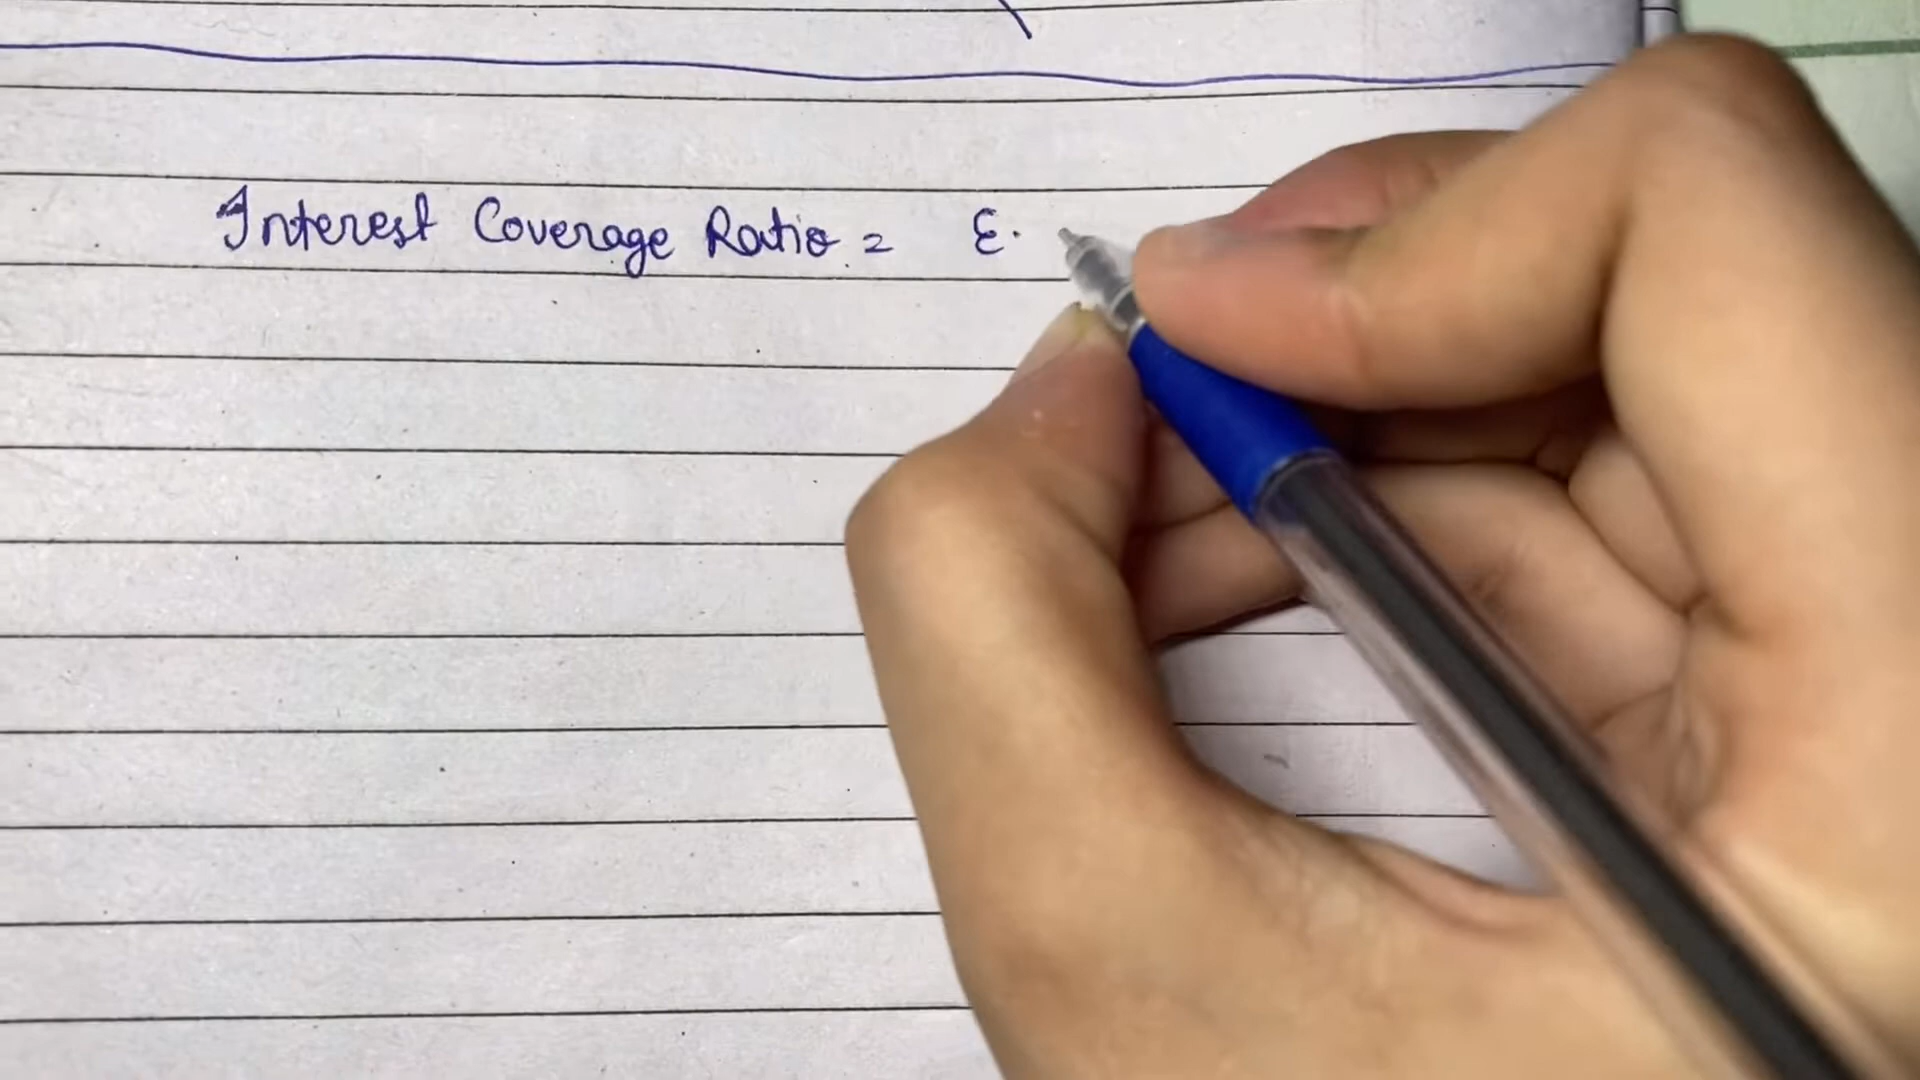 Interest Coverage Ratio = E.